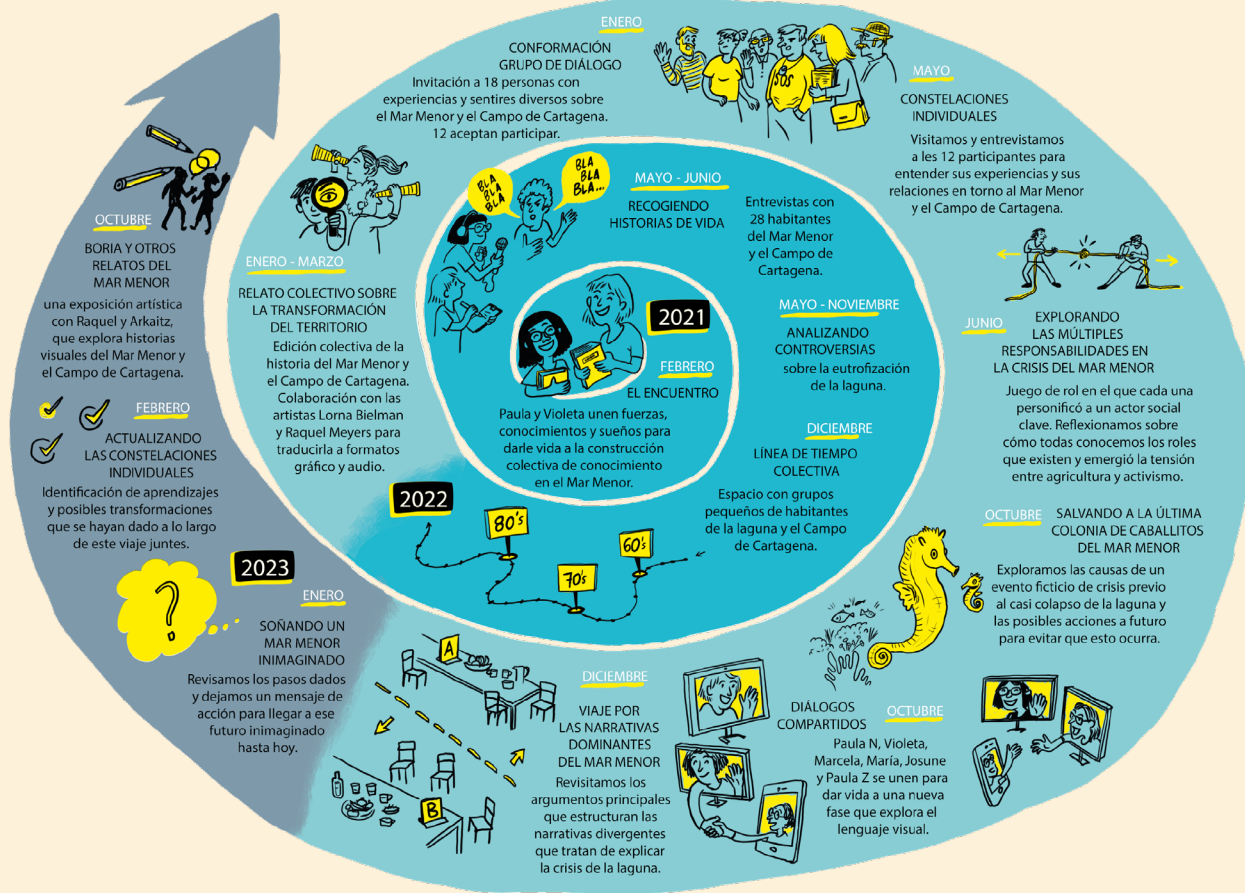 2021
FEBRERO
EL ENCUENTRO
Paula y Violeta unen fuerzas,
conocimientos y sueños para
darle vida a la construcción
colectiva de conocimiento
en el Mar Menor.
BLA
BLA
BLA
BLA
BLA
BLA...
MAYO - JUNIO
RECOGIENDO
HISTORIAS DE VIDA
Entrevistas con
28 habitantes
del Mar Menor
y el Campo de
Cartagena.
MAYO - NOVIEMBRE
ANALIZANDO
CONTROVERSIAS
sobre la eutrofización
de la laguna.
DICIEMBRE
LÍNEA DE TIEMPO
COLECTIVA
Espacio con grupos
pequeños de habitantes
de la laguna y el Campo
de Cartagena.
60's
70's
80's
2022
ENERO - MARZO
RELATO COLECTIVO SOBRE
LA TRANSFORMACIÓN
DEL TERRITORIO
Edición colectiva de la
historia del Mar Menor y
el Campo de Cartagena.
Colaboración con las
artistas Lorna Bielman
y Raquel Meyers para
traducirla a formatos
gráfico y audio.
ENERO
CONFORMACIÓN
GRUPO DE DIÁLOGO
Invitación a 18 personas con
experiencias y sentires diversos sobre
el Mar Menor y el Campo de Cartagena.
12 aceptan participar.
SOS
MAYO
CONSTELACIONES
INDIVIDUALES
Visitamos y entrevistamos
a les 12 participantes para
entender sus experiencias y sus
relaciones en torno al Mar Menor
y el Campo de Cartagena.
JUNIO
EXPLORANDO
LAS MÚLTIPLES
RESPONSABILIDADES EN
LA CRISIS DEL MAR MENOR
Juego de rol en el que cada una
personificó a un actor social
clave. Reflexionamos sobre
cómo todas conocemos los roles
que existen y emergió la tensión
entre agricultura y activismo.
OCTUBRE
SALVANDO A LA ÚLTIMA
COLONIA DE CABALLITOS
DEL MAR MENOR
Exploramos las causas de un
evento ficticio de crisis previo
al casi colapso de la laguna y
las posibles acciones a futuro
para evitar que esto ocurra.
DIÁLOGOS
COMPARTIDOS
OCTUBRE
Paula N, Violeta,
Marcela, María, Josune
y Paula Z se unen para
dar vida a una nueva
fase que explora el
lenguaje visual.
DICIEMBRE
VIAJE POR
LAS NARRATIVAS
DOMINANTES
DEL MAR MENOR
Revisitamos los
argumentos principales
que estructuran las
narrativas divergentes
que tratan de explicar
la crisis de la laguna.
A
B
2023
ENERO
?
SOÑANDO UN
MAR MENOR
INIMAGINADO
Revisamos los pasos dados
y dejamos un mensaje de
acción para llegar a ese
futuro inimaginado
hasta hoy.
FEBRERO
ACTUALIZANDO
LAS CONSTELACIONES
INDIVIDUALES
Identificación de aprendizajes
y posibles transformaciones
que se hayan dado a lo largo
de este viaje juntes.
OCTUBRE
BORIA Y OTROS
RELATOS DEL
MAR MENOR
una exposición artística
con Raquel y Arkaitz,
que explora historias
visuales del Mar Menor y
el Campo de Cartagena.